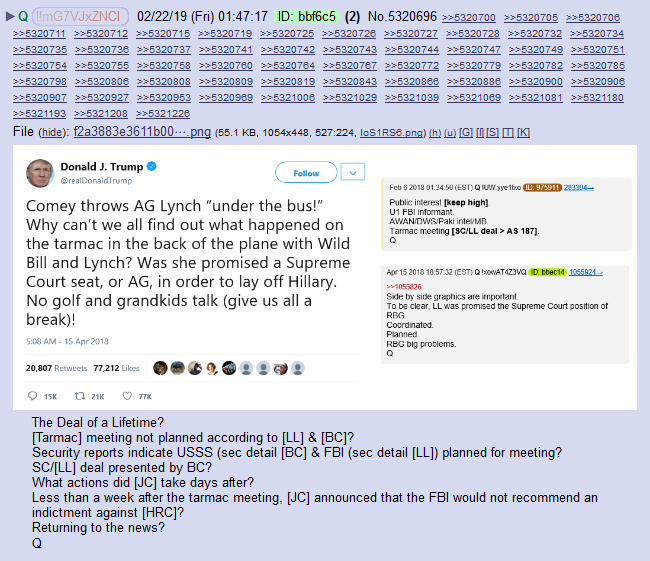 ▶ Q (!!mG7VJxZNCI) 02/22/19 (Fri) 01:47:17 ID: bbf6c5 (2) No.5320696 >>5320700 >>5320705 >>5320706
>>5320711 >>5320712 >>5320715 >>5320719 >>5320725 >>5320726 >>5320727 >>5320728 >>5320732 >>5320734
>>5320735 >>5320736 >>5320737 >>5320741 >>5320742 >>5320743 >>5320744 >>5320747 >>5320749 >>5320751
>>5320754 >>5320755 >>5320758 >>5320760 >>5320764 >>5320767 >>5320772 >>5320779 >>5320782 >>5320785
>>5320798 >>5320806 >>5320808 >>5320809 >>5320819 >>5320843 >>5320866 >>5320886 >>5320900 >>5320906
>>5320907 >>5320927 >>5320953 >>5320969 >>5321006 >>5321029 >>5321039 >>5321069 >>5321081 >>5321180
>>5321193 >>5321208 >>5321226
File (hide): f2a3883e3611b00⋯.png (55.1 KB, 1054x448, 527:224, IoS1RS6.png) (h) (u) [G] [I] [S] [T] [K]
Donald J. Trump
@realDonaldTrump
Follow
Comey throws AG Lynch “under the bus!”
Why can’t we all find out what happened on
the tarmac in the back of the plane with Wild
Bill and Lynch? Was she promised a Supreme
Court seat, or AG, in order to lay off Hillary.
No golf and grandkids talk (give us all a
break)!
5:08 AM - 15 Apr 2018
20,807 Retweets 77,212 Likes
15K 21K 77K
Feb 6 2018 01:34:50 (EST) Q !UW.yye1fxo ID: 975911 283394→
Public interest [keep high].
U1 FBI informant.
AWAN/DWS/Paki intel/MB.
Tarmac meeting [SC/LL deal > AS 187].
Q
Apr 15 2018 18:57:32 (EST) Q !xowAT4Z3VQ ID: bbec14 1055924→
>>1055826
Side by side graphics are important.
To be clear, LL was promised the Supreme Court position of
RBG.
Coordinated.
Planned.
RBG big problems.
Q
The Deal of a Lifetime?
[Tarmac] meeting not planned according to [LL] & [BC]?
Security reports indicate USSS (sec detail [BC] & FBI (sec detail [LL]) planned for meeting?
SC/[LL] deal presented by BC?
What actions did [JC] take days after?
Less than a week after the tarmac meeting, [JC] announced that the FBI would not recommend an
indictment against [HRC]?
Returning to the news?
Q